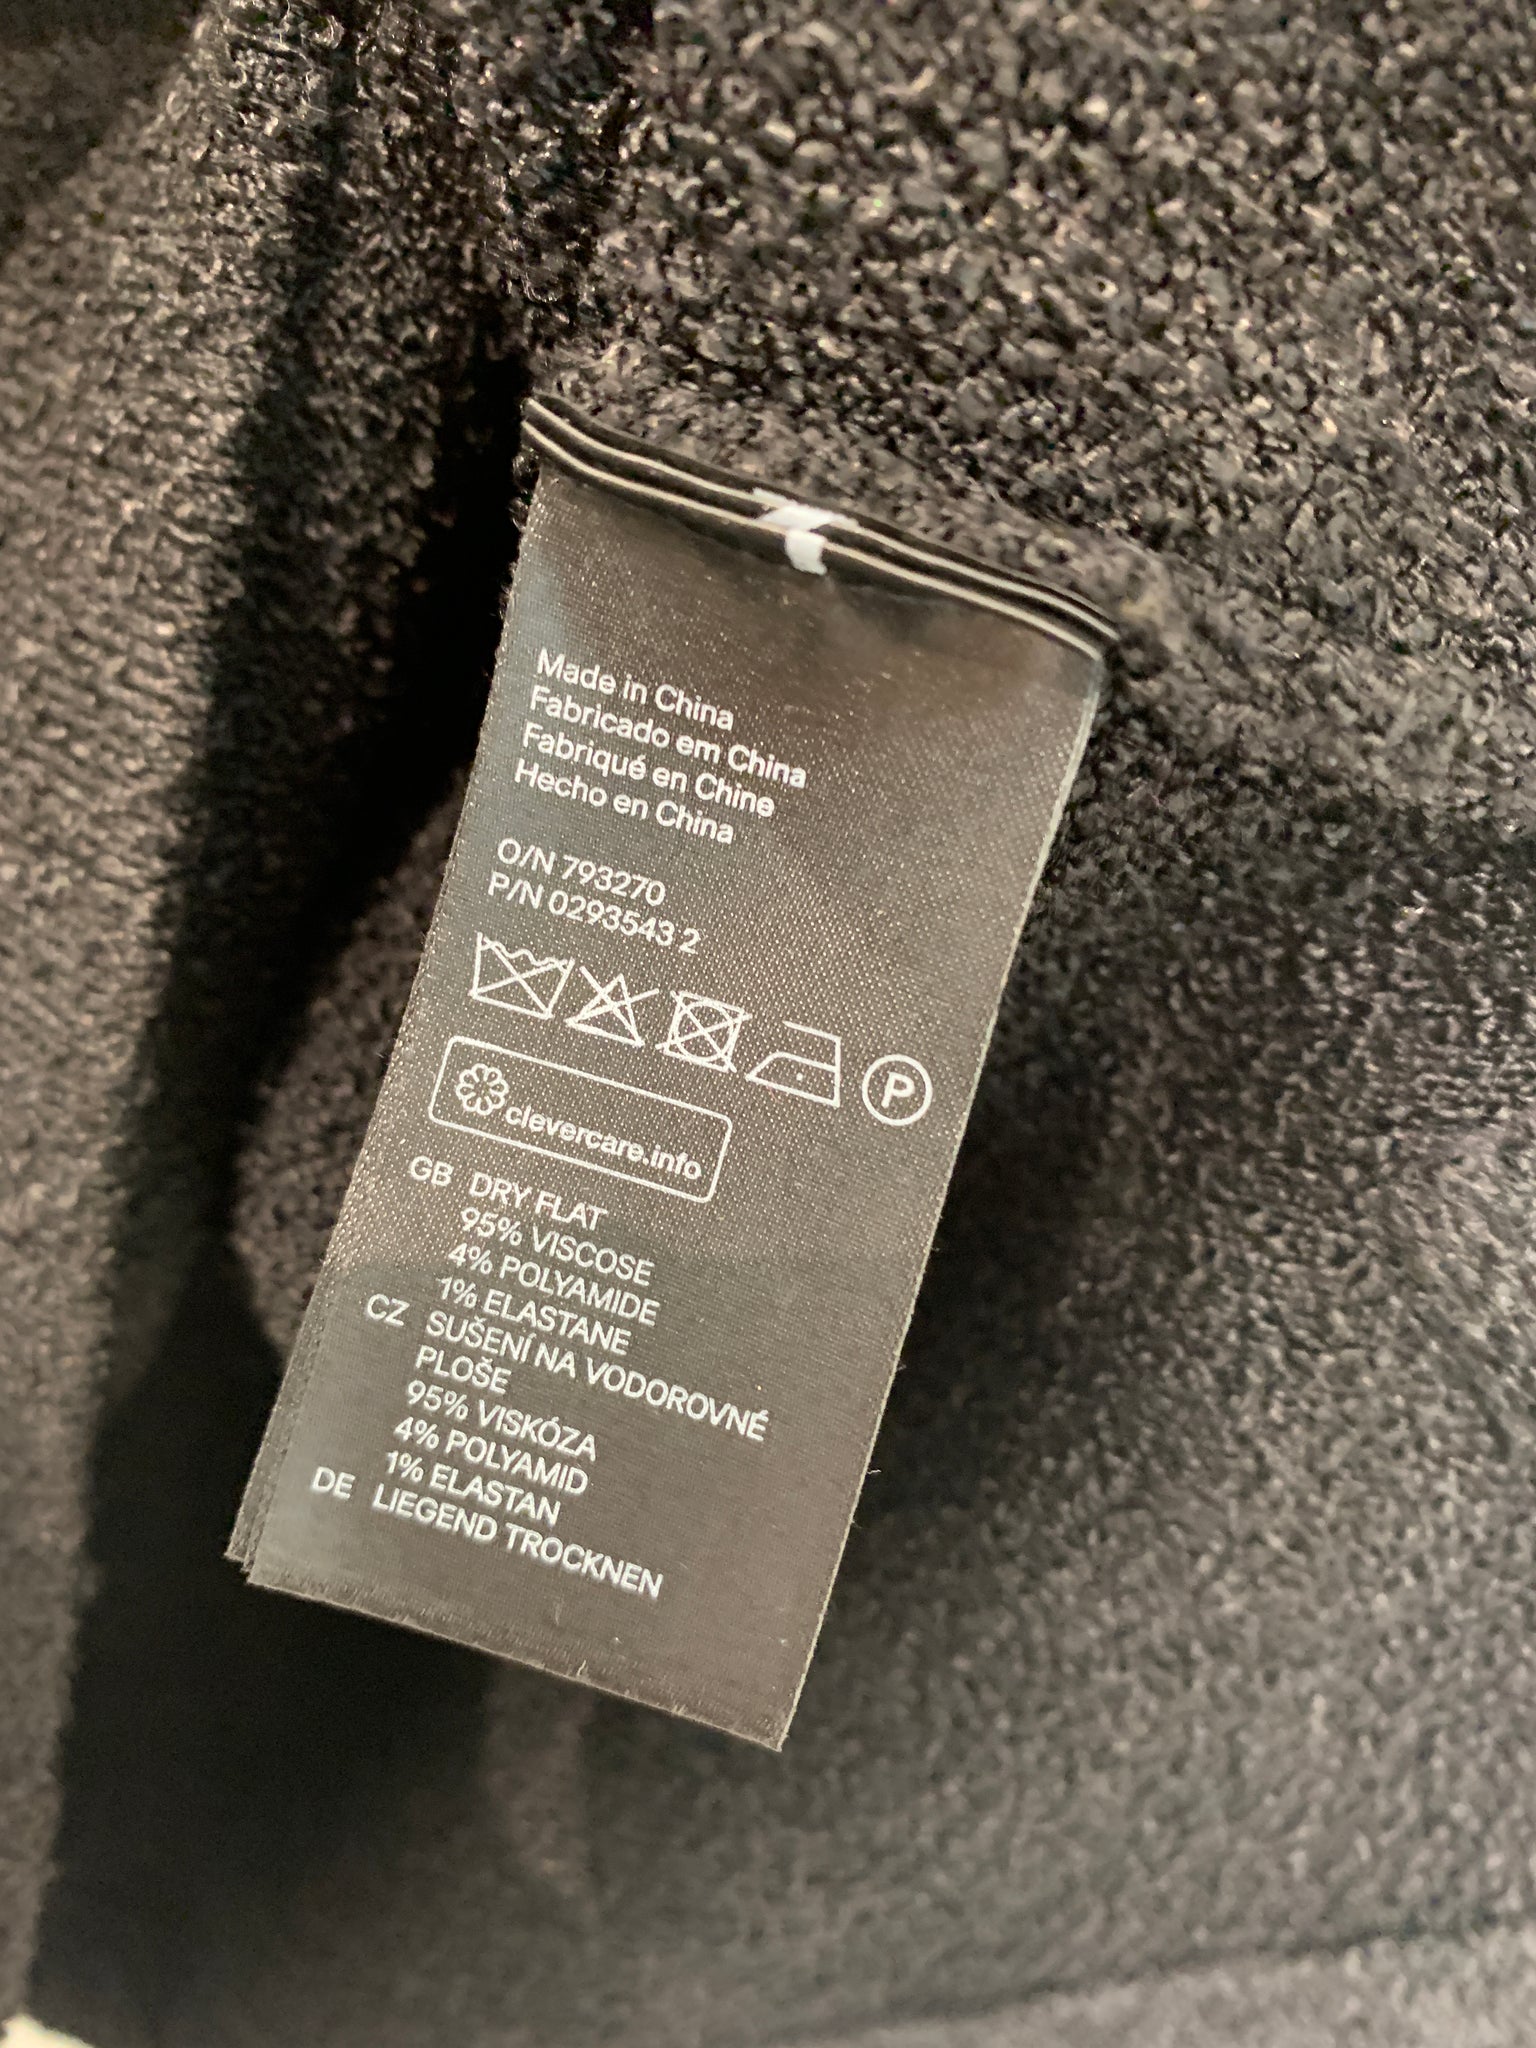 Made in China
Fabricado em China
Fabriqué en Chine
Hecho en China
O/N 793270
P/N 0293543 2
P
clevercare.info
GB DRY FLAT
95% VISCOSE
4% POLYAMIDE
1% ELASTANE
CZ SUŠENÍ NA VODOROVNÉ
PLOŠE
95% VISKÓZA
4% POLYAMID
1% ELASTAN
DE LIEGEND TROCKNEN